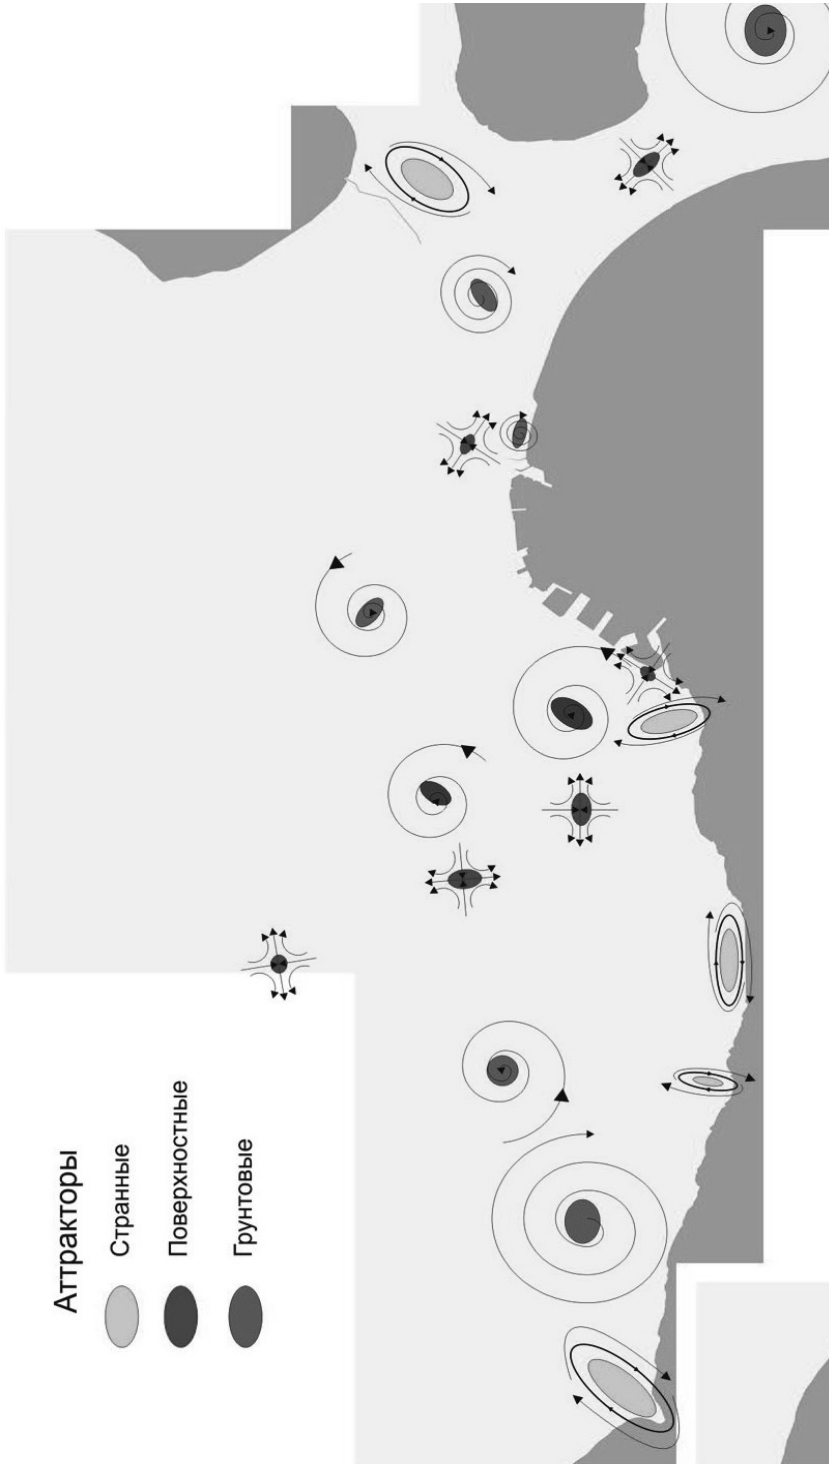 Аттракторы
Странные
Поверхностные
Грунтовые